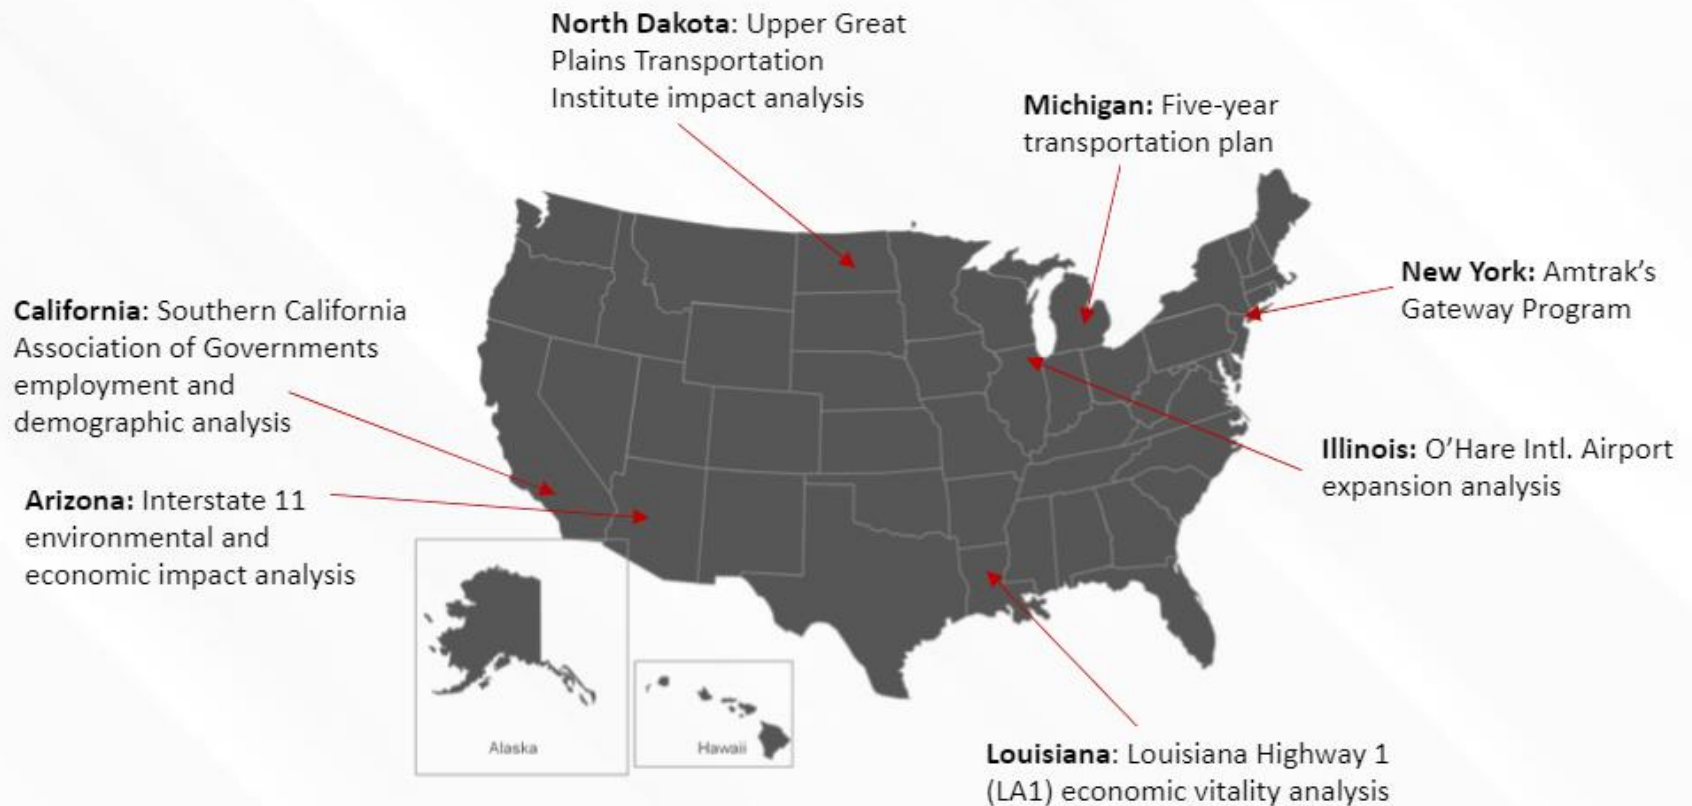 North Dakota: Upper Great
Plains Transportation
Institute impact analysis
Michigan: Five-year
transportation plan
New York: Amtrak’s
Gateway Program
California: Southern California
Association of Governments
employment and
demographic analysis
Illinois: O’Hare Intl. Airport
expansion analysis
Arizona: Interstate 11
environmental and
economic impact analysis
Alaska
Hawaii
Louisiana: Louisiana Highway 1
(LA1) economic vitality analysis